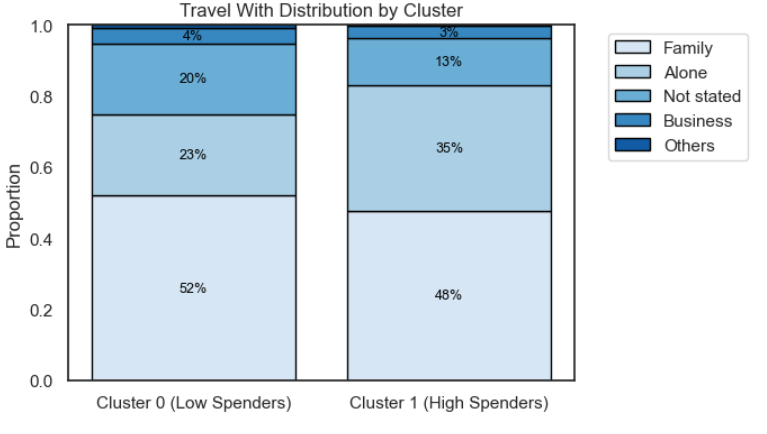 Travel With Distribution by Cluster
Proportion
1.0
0.8
0.6
0.4
0.2
0.0
4%
20%
23%
52%
3%
13%
35%
48%
Cluster 0 (Low Spenders)
Cluster 1 (High Spenders)
Family
Alone
Not stated
Business
Others